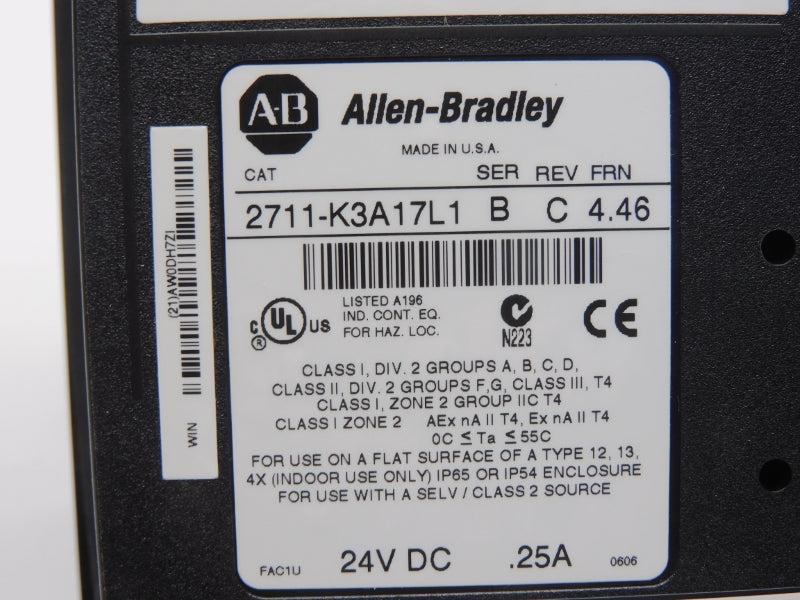 A-B Allen-Bradley
MADE IN U.S.A.
CAT SER REV FRN
2711-K3A17L1 B C 4.46
C UL US ® LISTED A196
IND. CONT. EQ.
FOR HAZ. LOC.
N223
CE
CLASS I, DIV. 2 GROUPS A, B, C, D,
CLASS II, DIV. 2 GROUPS F,G, CLASS III, T4
CLASS I, ZONE 2 GROUP IIC T4
CLASS I ZONE 2 AEx nA II T4, Ex nA II T4
0C ≤ Ta ≤ 55C
FOR USE ON A FLAT SURFACE OF A TYPE 12, 13,
4X (INDOOR USE ONLY) IP65 OR IP54 ENCLOSURE
FOR USE WITH A SELV / CLASS 2 SOURCE
FAC1U 24V DC .25A 0606
(21)AW0DH7ZI
WIN